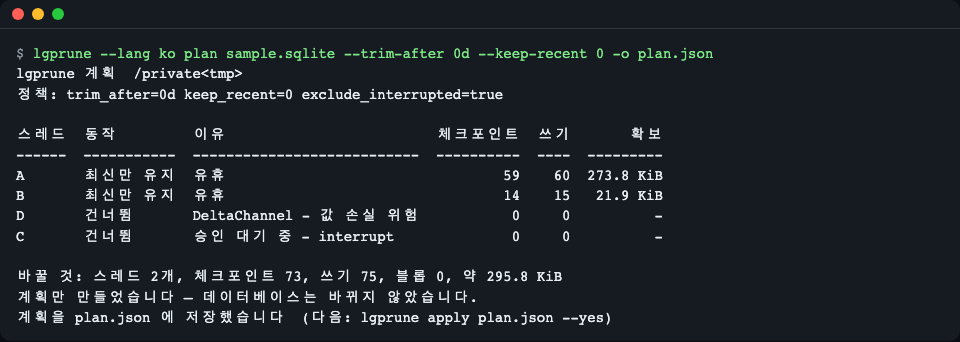 $ lgprune --lang ko plan sample.sqlite --trim-after 0d --keep-recent 0 -o plan.json
lgprune 계획  /private<tmp>
정책: trim_after=0d keep_recent=0 exclude_interrupted=true
스레드  동작         이유                         체크포인트  쓰기       확보
------  -----------  ---------------------------  ----------  ----  ---------
A       최신만 유지  유휴                                 59    60  273.8 KiB
B       최신만 유지  유휴                                 14    15   21.9 KiB
D       건너뜀       DeltaChannel - 값 손실 위험           0     0          -
C       건너뜀       승인 대기 중 - interrupt              0     0          -
바꿀 것: 스레드 2개, 체크포인트 73, 쓰기 75, 블롭 0, 약 295.8 KiB
계획만 만들었습니다 — 데이터베이스는 바뀌지 않았습니다.
계획을 plan.json 에 저장했습니다  (다음: lgprune apply plan.json --yes)